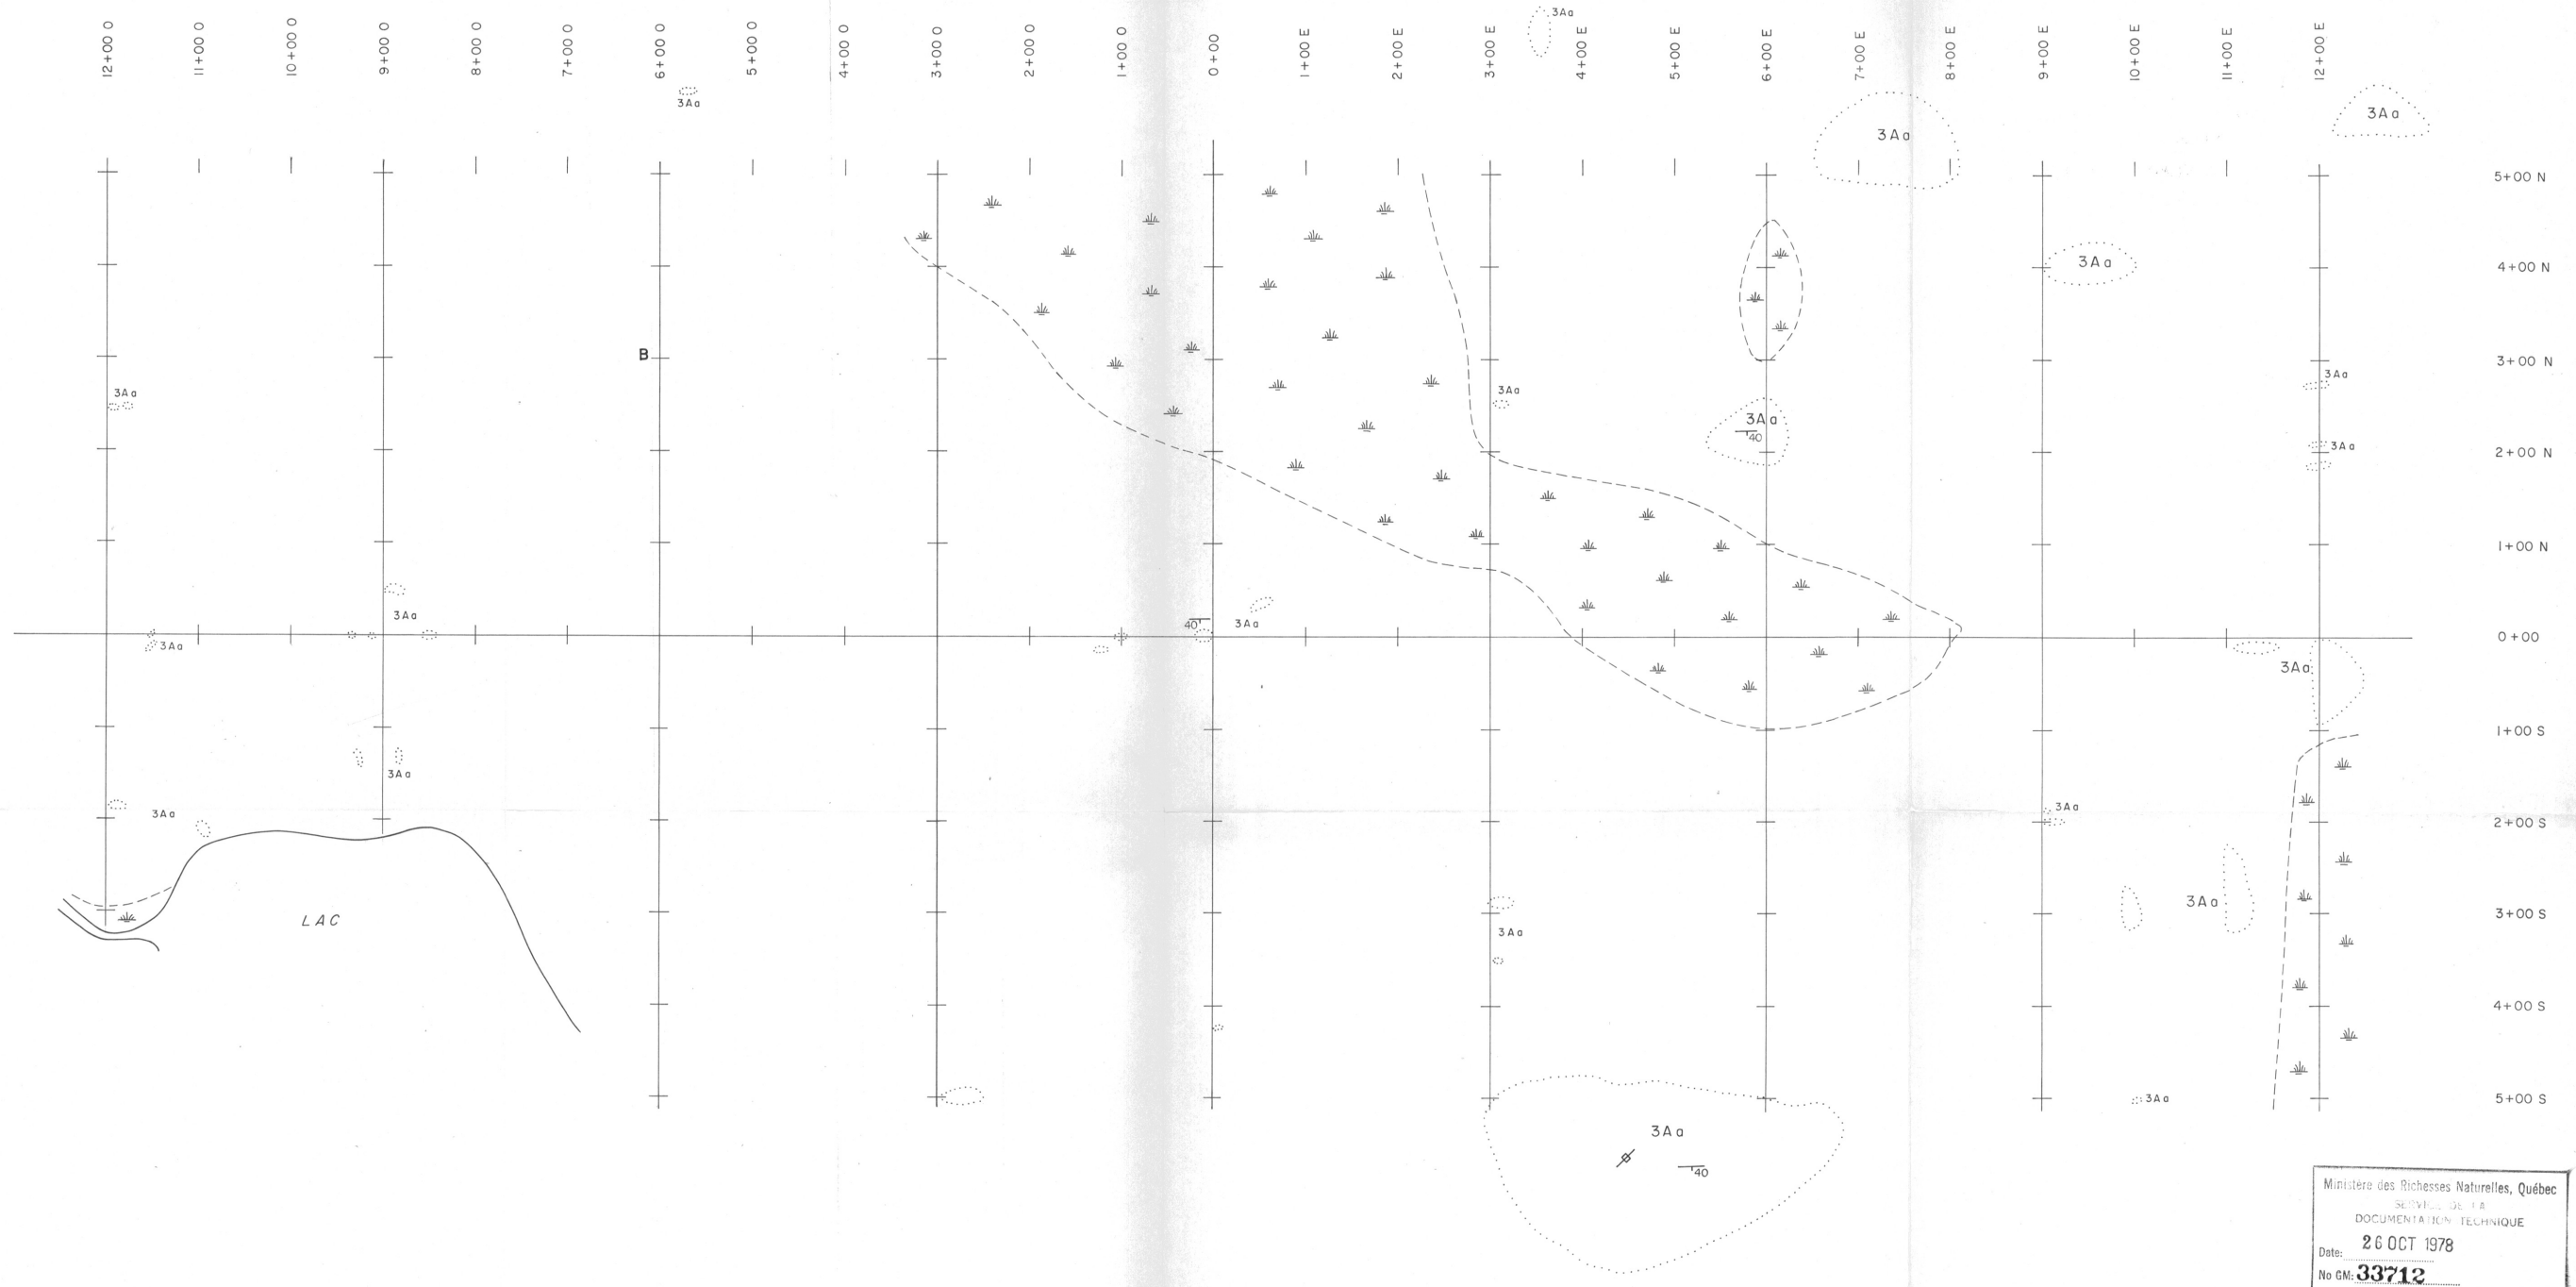 12+00 O
11+00 O
10+00 O
9+00 O
8+00 O
7+00 O
6+00 O
5+00 O
4+00 O
3+00 O
2+00 O
1+00 O
0+00
1+00 E
2+00 E
3+00 E
4+00 E
5+00 E
6+00 E
7+00 E
8+00 E
9+00 E
10+00 E
11+00 E
12+00 E
3Aa
3Aa
3Aa
3Aa
5+00 N
3Aa
4+00 N
B
3+00 N
3Aa
3Aa
3Aa
3Aa
40
3Aa
2+00 N
1+00 N
3Aa
40
3Aa
0+00
3Aa
3Aa
1+00 S
3Aa
3Aa
3Aa
2+00 S
LAC
3Aa
3+00 S
3Aa
4+00 S
3Aa
5+00 S
3Aa
40
Ministère des Richesses Naturelles, Québec
SERVICE DE LA
DOCUMENTATION TECHNIQUE
Date: 26 OCT 1978
No GM: 33712